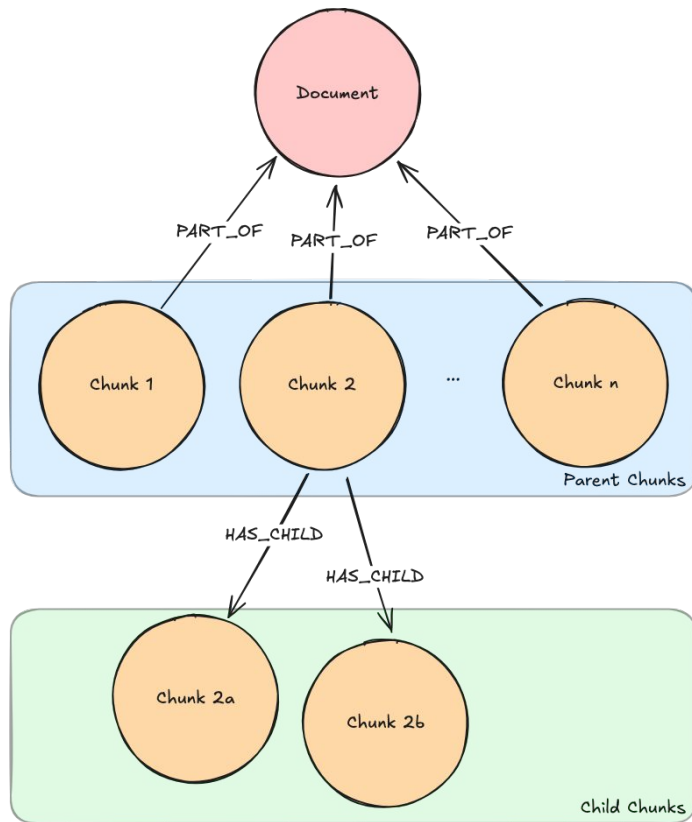 Document
PART_OF
PART_OF
PART_OF
Chunk 1
Chunk 2
...
Chunk n
Parent Chunks
HAS_CHILD
HAS_CHILD
Chunk 2a
Chunk 2b
Child Chunks